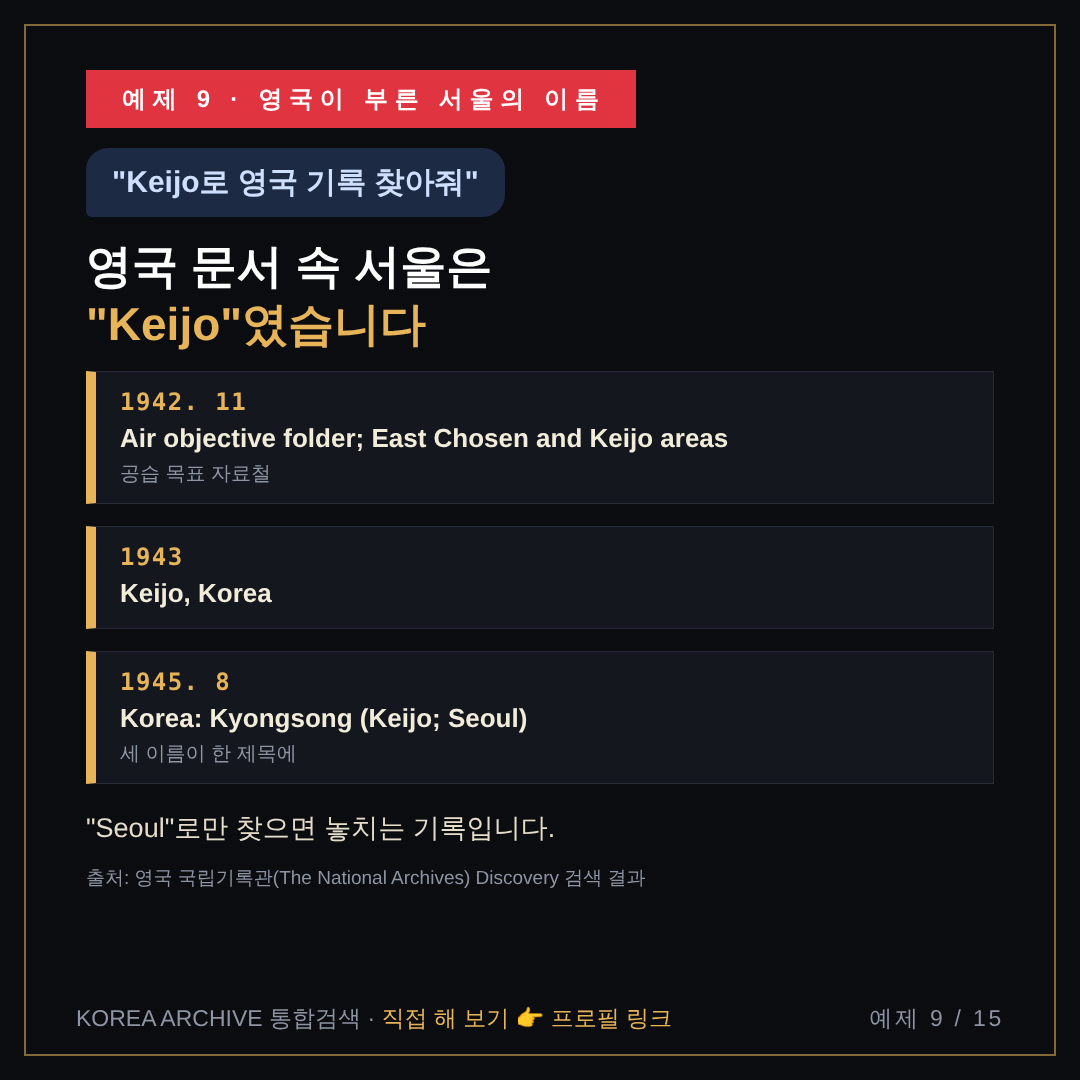 예제 9 · 영국이 부른 서울의 이름
"Keijo로 영국 기록 찾아줘"
영국 문서 속 서울은
"Keijo"였습니다
1942. 11
Air objective folder; East Chosen and Keijo areas
공습 목표 자료철
1943
Keijo, Korea
1945. 8
Korea: Kyongsong (Keijo; Seoul)
세 이름이 한 제목에
"Seoul"로만 찾으면 놓치는 기록입니다.
출처: 영국 국립기록관(The National Archives) Discovery 검색 결과
KOREA ARCHIVE 통합검색 · 직접 해 보기 👉 프로필 링크
예제 9 / 15